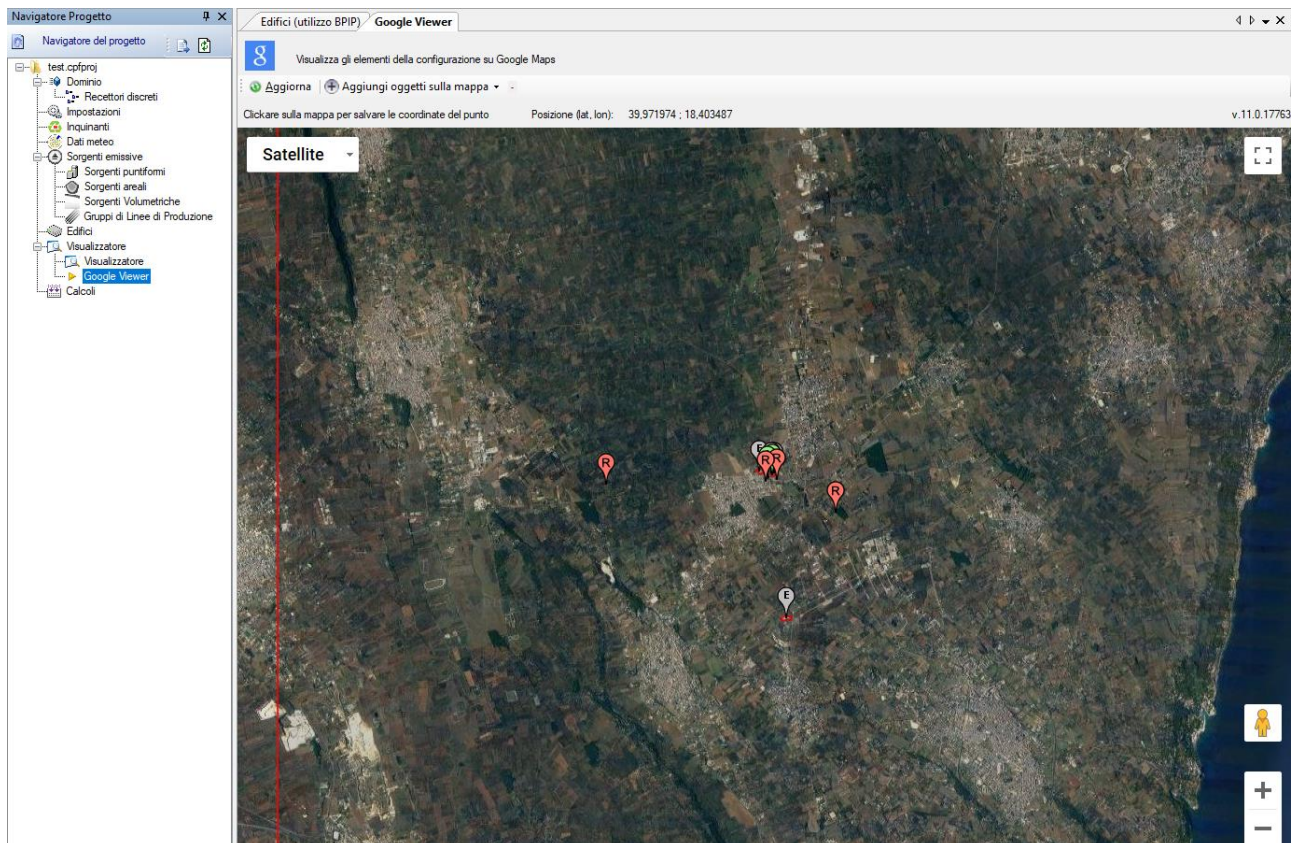 Navigatore Progetto
Navigatore del progetto
test.cpfproj
Dominio
Recettori discreti
Impostazioni
Inquinanti
Dati meteo
Sorgenti emissive
Sorgenti puntiformi
Sorgenti areali
Sorgenti Volumetriche
Gruppi di Linee di Produzione
Edifici
Visualizzatore
Visualizzatore
Google Viewer
Calcoli
Edifici (utilizzo BPIP) Google Viewer
g Visualizza gli elementi della configurazione su Google Maps
Aggiorna Aggiungi oggetti sulla mappa
Clickare sulla mappa per salvare le coordinate del punto Posizione (lat, lon): 39,971974 ; 18,403487 v.11.0.17763
Satellite
E
R R R
R
E